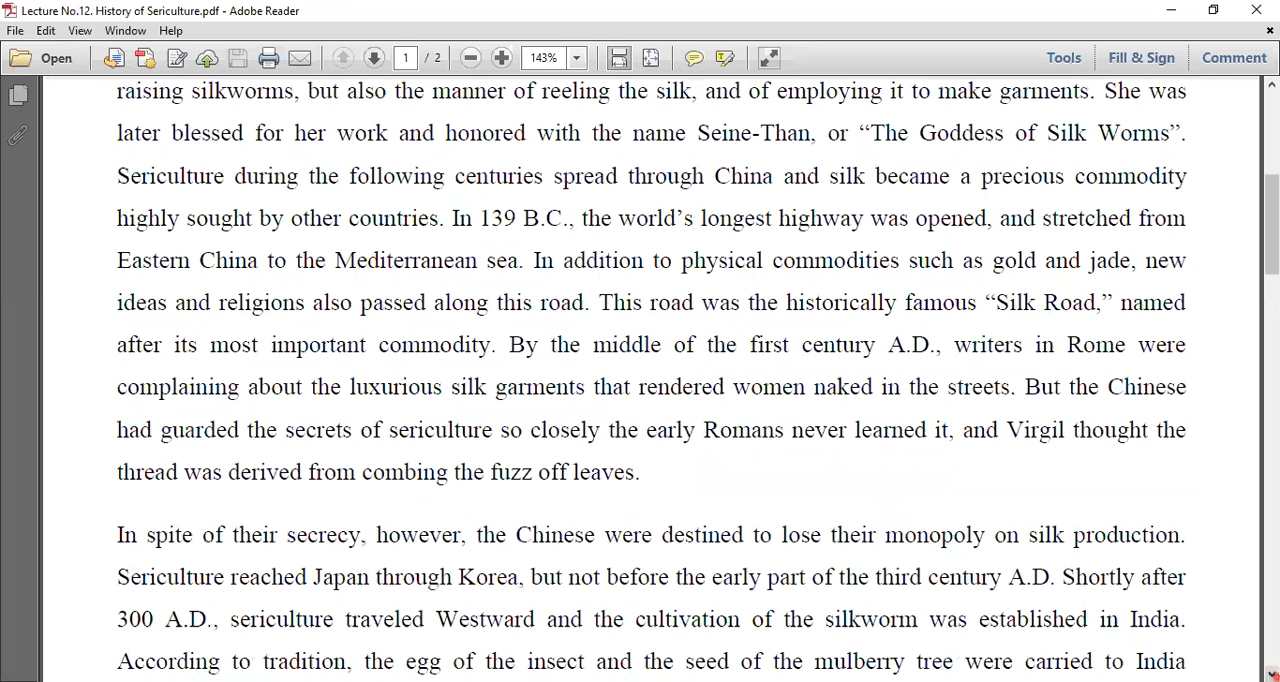 Lecture No.12. History of Sericulture.pdf - Adobe Reader
File Edit View Window Help
Open 1 / 2 143% Tools Fill & Sign Comment
raising silkworms, but also the manner of reeling the silk, and of employing it to make garments. She was
later blessed for her work and honored with the name Seine-Than, or “The Goddess of Silk Worms”.
Sericulture during the following centuries spread through China and silk became a precious commodity
highly sought by other countries. In 139 B.C., the world’s longest highway was opened, and stretched from
Eastern China to the Mediterranean sea. In addition to physical commodities such as gold and jade, new
ideas and religions also passed along this road. This road was the historically famous “Silk Road,” named
after its most important commodity. By the middle of the first century A.D., writers in Rome were
complaining about the luxurious silk garments that rendered women naked in the streets. But the Chinese
had guarded the secrets of sericulture so closely the early Romans never learned it, and Virgil thought the
thread was derived from combing the fuzz off leaves.
In spite of their secrecy, however, the Chinese were destined to lose their monopoly on silk production.
Sericulture reached Japan through Korea, but not before the early part of the third century A.D. Shortly after
300 A.D., sericulture traveled Westward and the cultivation of the silkworm was established in India.
According to tradition, the egg of the insect and the seed of the mulberry tree were carried to India